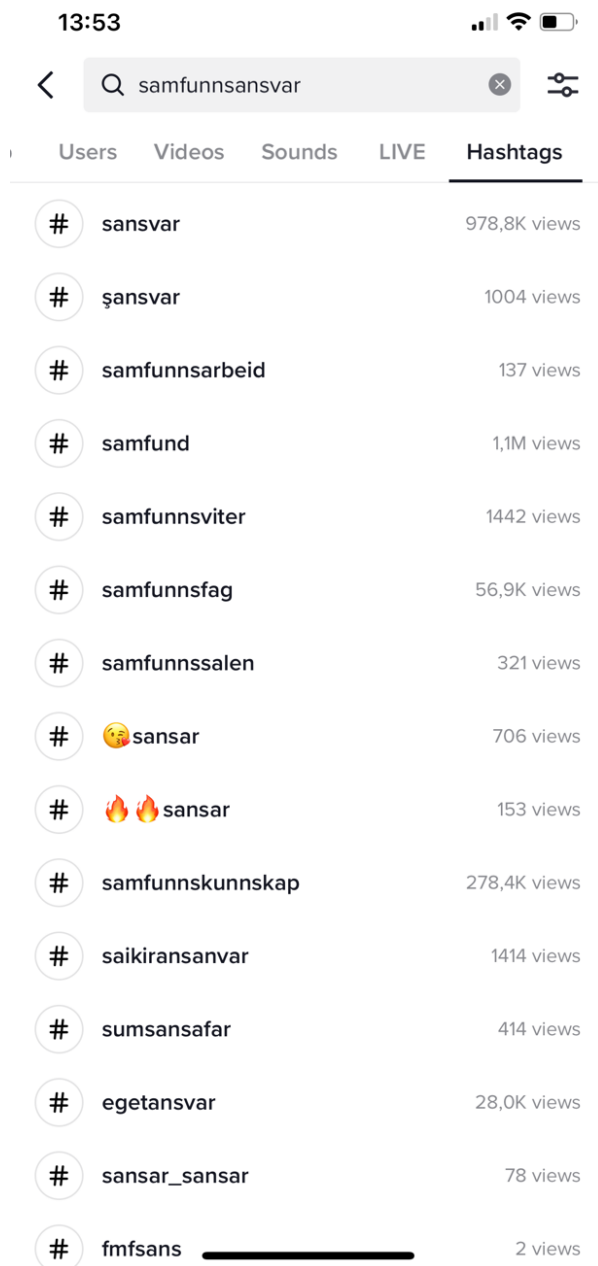 13:53
samfunnsansvar
Users Videos Sounds LIVE Hashtags
# sansvar 978,8K views
# şansvar 1004 views
# samfunnsarbeid 137 views
# samfund 1,1M views
# samfunnsviter 1442 views
# samfunnsfag 56,9K views
# samfunnssalen 321 views
# 😘sansar 706 views
# 🔥🔥sansar 153 views
# samfunnskunnskap 278,4K views
# saikiransanvar 1414 views
# sumsansafar 414 views
# egetansvar 28,0K views
# sansar_sansar 78 views
# fmfsans 2 views